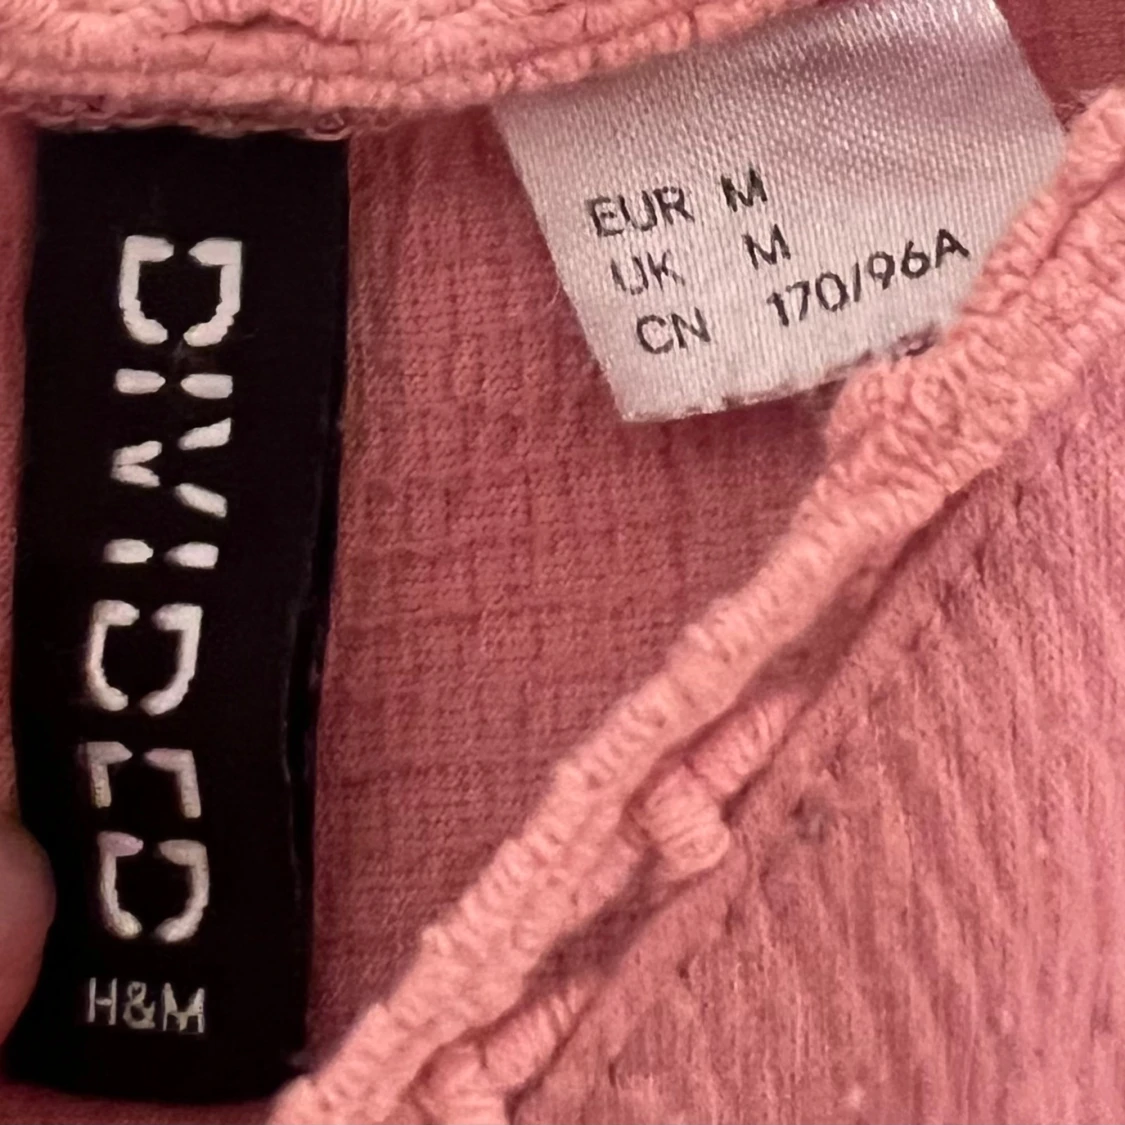 DIVIDED
H&M
EUR M
UK M
CN 170/96A